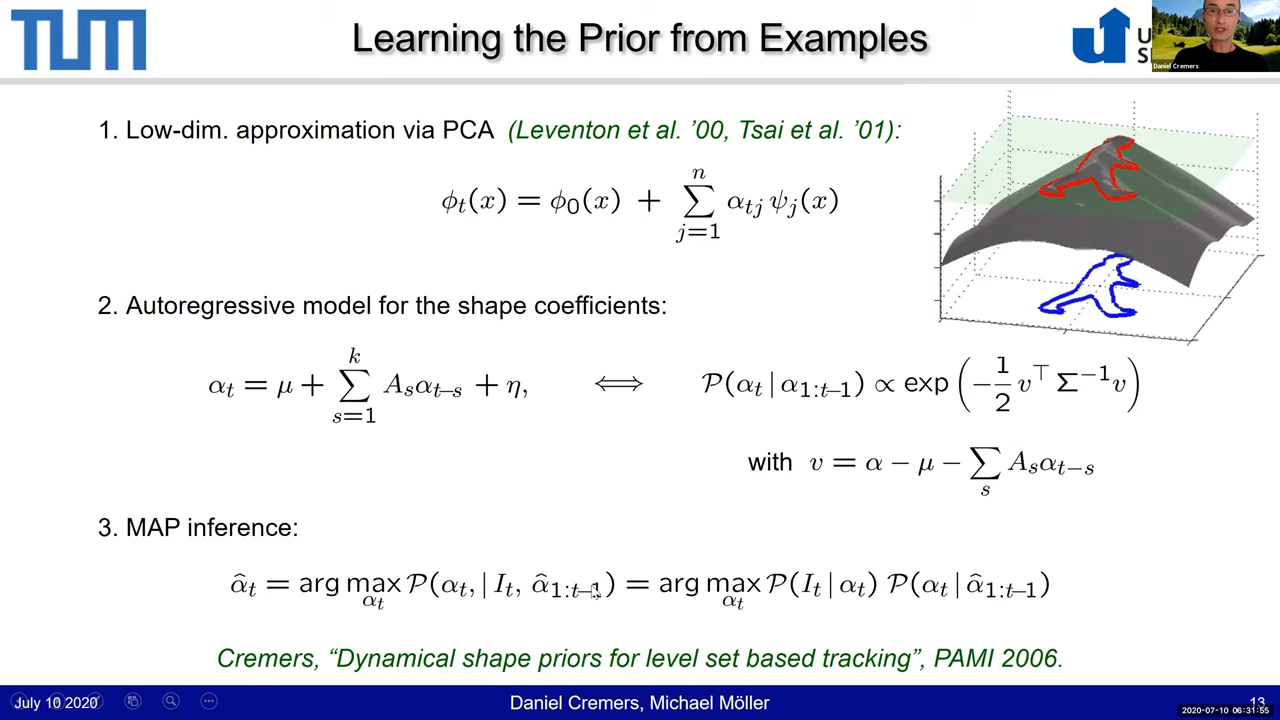 TUM
Learning the Prior from Examples
U
S
Daniel Cremers
1. Low-dim. approximation via PCA (Leventon et al. ’00, Tsai et al. ’01):
ϕ_t(x) = ϕ_0(x) + ∑_{j=1}^{n} α_{tj} ψ_j(x)
2. Autoregressive model for the shape coefficients:
α_t = μ + ∑_{s=1}^{k} A_s α_{t−s} + η, ⟺ P(α_t | α_{1:t−1}) ∝ exp(−1/2 v^⊤ Σ^{−1} v)
with v = α − μ − ∑_s A_s α_{t−s}
3. MAP inference:
α̂_t = arg max_{α_t} P(α_t, | I_t, α̂_{1:t−1}) = arg max_{α_t} P(I_t | α_t) P(α_t | α̂_{1:t−1})
Cremers, “Dynamical shape priors for level set based tracking”, PAMI 2006.
July 10 2020
Daniel Cremers, Michael Möller
13
2020-07-10 06:31:55